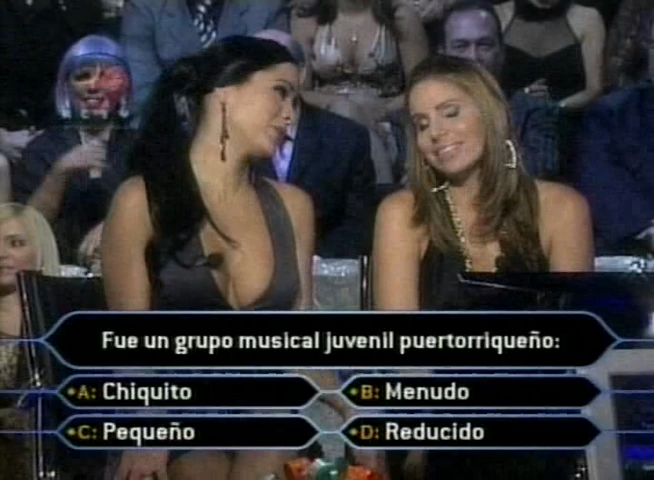 Fue un grupo musical juvenil puertorriqueño:
A: Chiquito
B: Menudo
C: Pequeño
D: Reducido